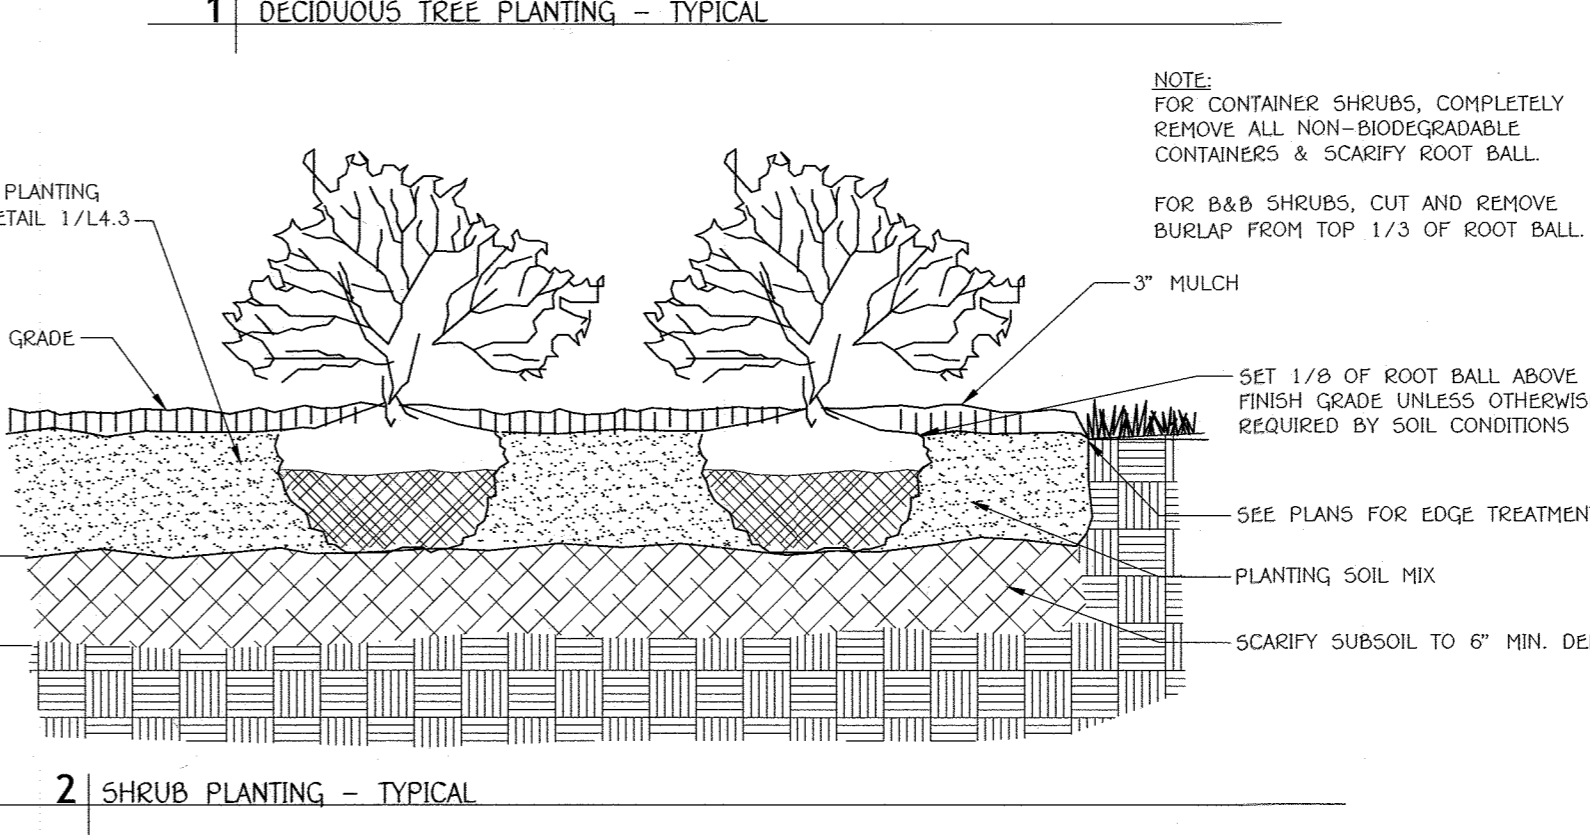 1 DECIDUOUS TREE PLANTING - TYPICAL
NOTE:
FOR CONTAINER SHRUBS, COMPLETELY
REMOVE ALL NON-BIODEGRADABLE
CONTAINERS & SCARIFY ROOT BALL.
FOR B&B SHRUBS, CUT AND REMOVE
BURLAP FROM TOP 1/3 OF ROOT BALL.
PLANTING
ETAIL 1/L4.3
3" MULCH
GRADE
SET 1/8 OF ROOT BALL ABOVE
FINISH GRADE UNLESS OTHERWIS
REQUIRED BY SOIL CONDITIONS
SEE PLANS FOR EDGE TREATMEN
PLANTING SOIL MIX
SCARIFY SUBSOIL TO 6" MIN. DE
2 SHRUB PLANTING - TYPICAL